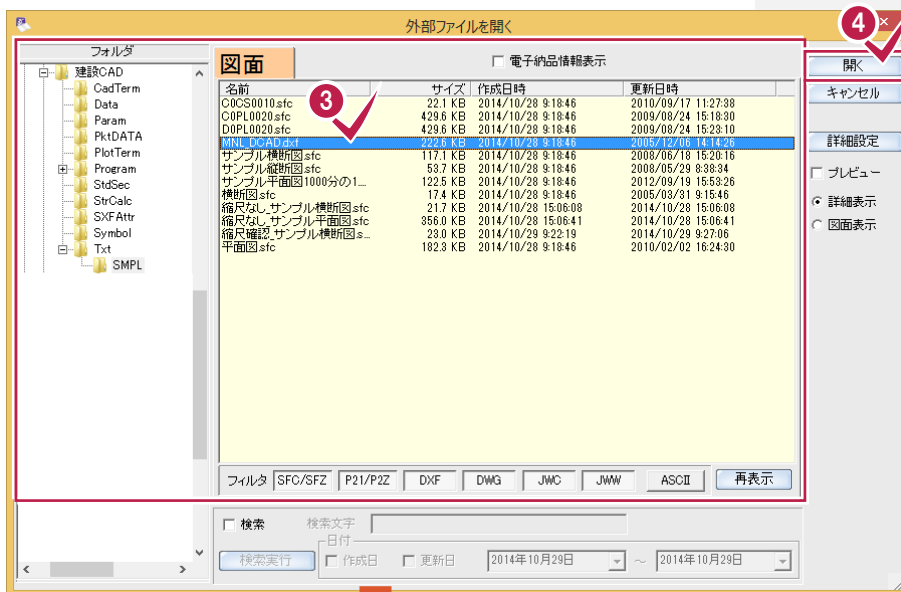 外部ファイルを開く
4
フォルダ
建設CAD
CadTerm
Data
Param
PktDATA
PlotTerm
Program
StdSec
StrCalc
SXFAttr
Symbol
Txt
SMPL
図面
電子納品情報表示
名前 サイズ 作成日時 更新日時
C0CS0010.sfc 22.1 KB 2014/10/28 9:18:46 2010/09/17 11:27:38
C0PL0020.sfc 429.6 KB 2014/10/28 9:18:46 2009/08/24 15:18:30
D0PL0020.sfc 429.6 KB 2014/10/28 9:18:46 2009/08/24 15:23:10
MNL_DCAD.dxf 222.6 KB 2014/10/28 9:18:46 2005/12/06 14:14:26
サンプル横断図.sfc 117.1 KB 2014/10/28 9:18:46 2008/06/18 15:20:16
サンプル縦断図.sfc 53.7 KB 2014/10/28 9:18:46 2008/05/29 8:38:34
サンプル平面図1000分の1... 122.5 KB 2014/10/28 9:18:46 2012/09/19 15:53:26
横断図.sfc 17.4 KB 2014/10/28 9:18:46 2005/03/31 9:15:46
縮尺なし_サンプル横断図.sfc 21.7 KB 2014/10/28 15:06:08 2014/10/28 15:06:08
縮尺なし_サンプル平面図.sfc 356.0 KB 2014/10/28 15:06:41 2014/10/28 15:06:41
縮尺確認_サンプル横断図.s... 23.0 KB 2014/10/29 9:22:19 2014/10/29 9:27:06
平面図.sfc 182.3 KB 2014/10/28 9:18:46 2010/02/02 16:24:30
3
フィルタ SFC/SFZ P21/P2Z DXF DWG JWC JWW ASCII 再表示
検索 検索文字
検索実行 日付 作成日 更新日 2014年10月29日 ~ 2014年10月29日
開く
キャンセル
詳細設定
プレビュー
詳細表示
図面表示